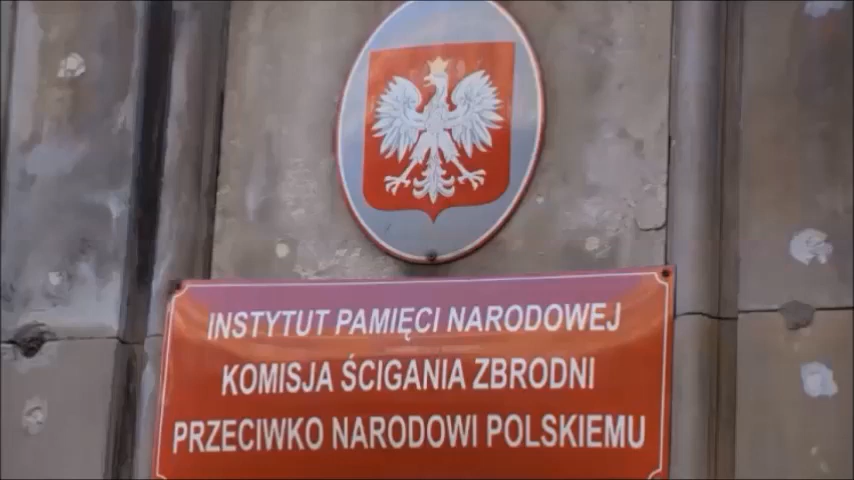 INSTYTUT PAMIĘCI NARODOWEJ
KOMISJA ŚCIGANIA ZBRODNI
PRZECIWKO NARODOWI POLSKIEMU